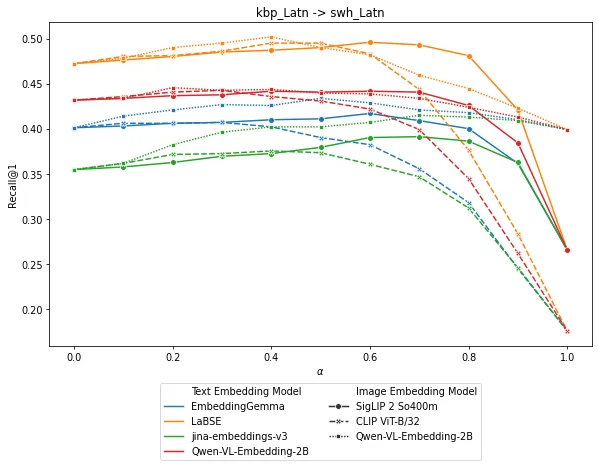 kbp_Latn -> swh_Latn
Recall@1
0.50
0.45
0.40
0.35
0.30
0.25
0.20
0.0 0.2 0.4 0.6 0.8 1.0
α
Text Embedding Model Image Embedding Model
EmbeddingGemma SigLIP 2 So400m
LaBSE CLIP ViT-B/32
jina-embeddings-v3 Qwen-VL-Embedding-2B
Qwen-VL-Embedding-2B